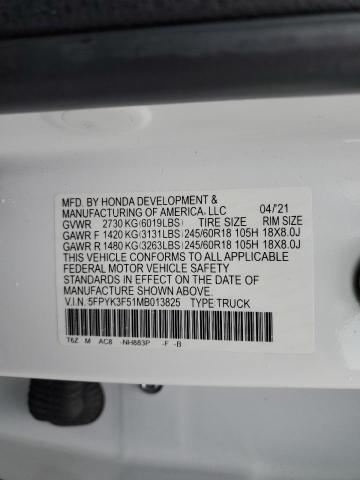 MFD. BY HONDA DEVELOPMENT &
MANUFACTURING OF AMERICA, LLC 04/'21
GVWR 2730 KG(6019LBS) TIRE SIZE RIM SIZE
GAWR F 1420 KG(3131LBS) 245/60R18 105H 18X8.0J
GAWR R 1480 KG(3263LBS) 245/60R18 105H 18X8.0J
THIS VEHICLE CONFORMS TO ALL APPLICABLE
FEDERAL MOTOR VEHICLE SAFETY
STANDARDS IN EFFECT ON THE DATE OF
MANUFACTURE SHOWN ABOVE.
V.I.N. 5FPYK3F51MB013825 TYPE TRUCK
T6Z M AC8 -NH883P -F -B